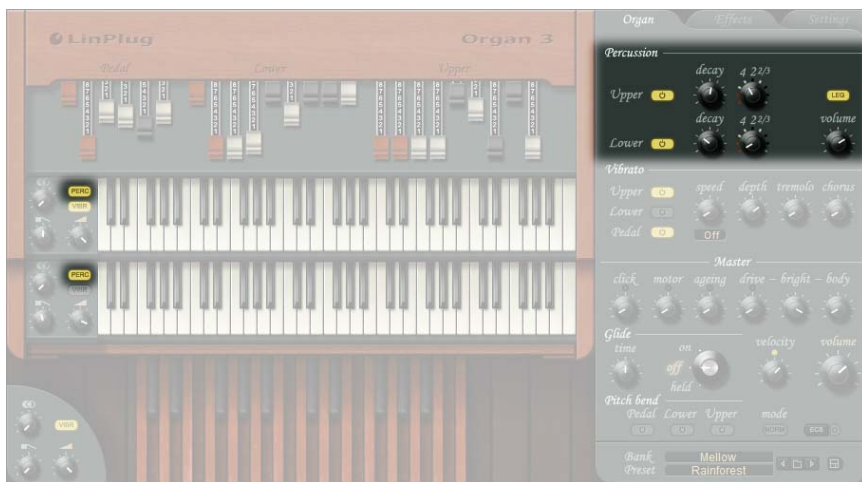 LinPlug
Organ 3
Pedal
Lower
Upper
PERC
VIBR
PERC
VIBR
VIBR
Organ
Effects
Settings
Percussion
decay
4 2 2/3
Upper
LEG
decay
4 2 2/3
volume
Lower
Vibrato
Upper
speed
depth
tremolo
chorus
Lower
Pedal
Off
Master
click
motor
ageing
drive
bright
body
Glide
time
on
off
held
velocity
volume
Pitch bend
Pedal
Lower
Upper
mode
NORM
Bank
Mellow
Preset
Rainforest